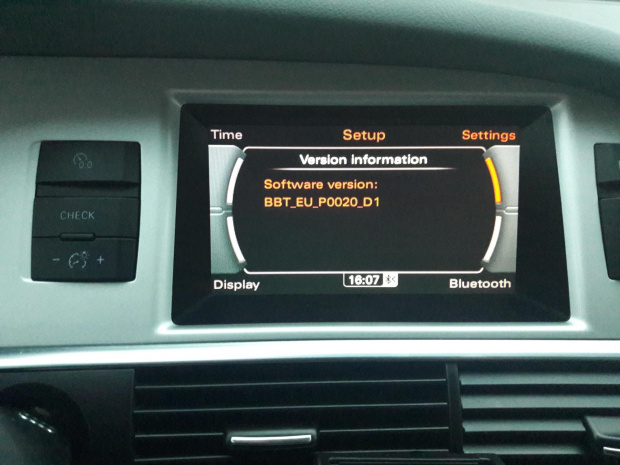 Time Setup Settings
Version information
Software version:
BBT_EU_P0020_D1
CHECK
- +
Display 16:07 Bluetooth